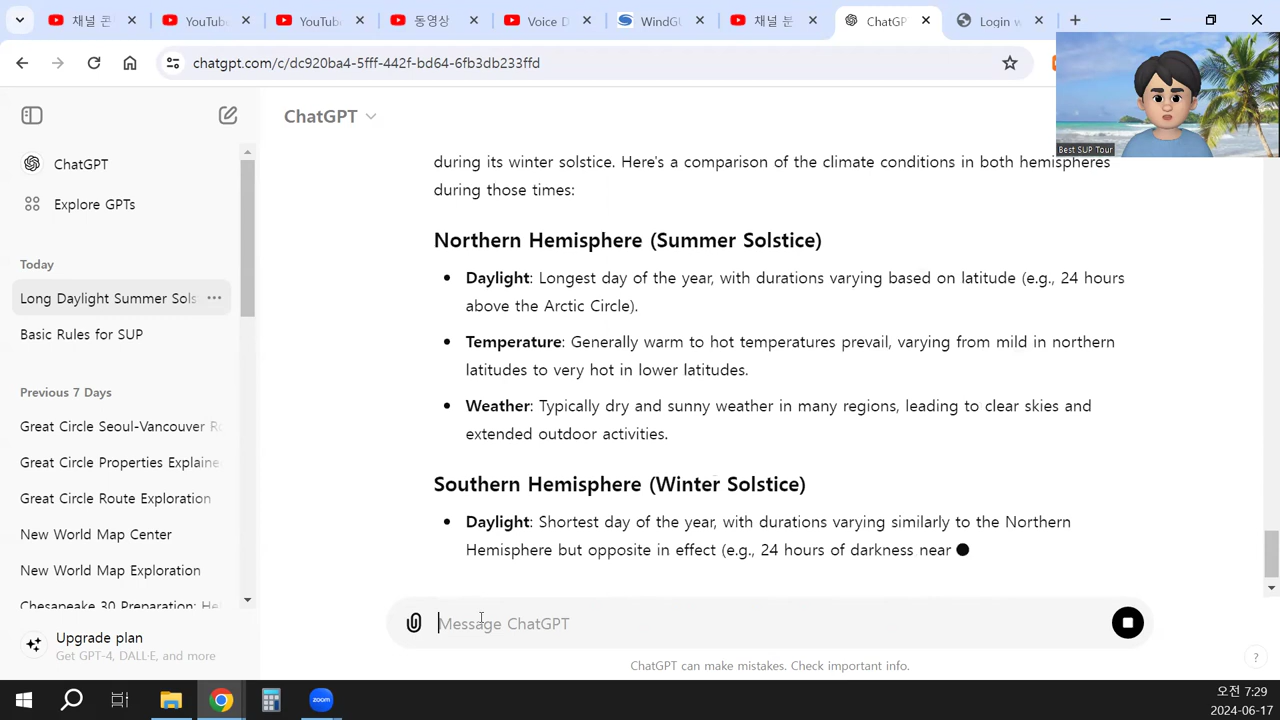 채널 콘
YouTube
YouTube
동영상
Voice D
WindGU
채널 분
ChatGP
Login w
chatgpt.com/c/dc920ba4-5fff-442f-bd64-6fb3db233ffd
Best SUP Tour
ChatGPT
ChatGPT
Explore GPTs
Today
Long Daylight Summer Sols
Basic Rules for SUP
Previous 7 Days
Great Circle Seoul-Vancouver R
Great Circle Properties Explaine
Great Circle Route Exploration
New World Map Center
New World Map Exploration
Chesapeake 30 Preparation: He
Upgrade plan
Get GPT-4, DALL·E, and more
during its winter solstice. Here's a comparison of the climate conditions in both hemispheres
during those times:
Northern Hemisphere (Summer Solstice)
• Daylight: Longest day of the year, with durations varying based on latitude (e.g., 24 hours
above the Arctic Circle).
• Temperature: Generally warm to hot temperatures prevail, varying from mild in northern
latitudes to very hot in lower latitudes.
• Weather: Typically dry and sunny weather in many regions, leading to clear skies and
extended outdoor activities.
Southern Hemisphere (Winter Solstice)
• Daylight: Shortest day of the year, with durations varying similarly to the Northern
Hemisphere but opposite in effect (e.g., 24 hours of darkness near
Message ChatGPT
ChatGPT can make mistakes. Check important info.
?
zoom
오전 7:29
2024-06-17